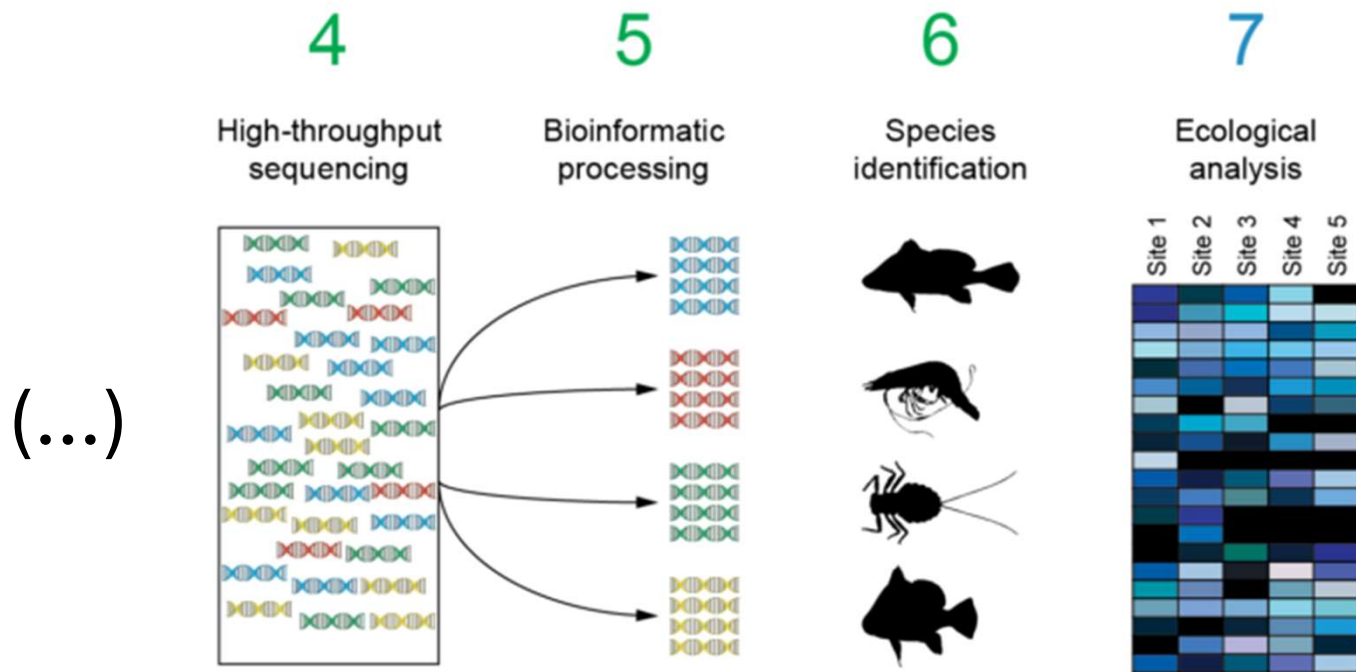 4
5
6
7
High-throughput
sequencing
Bioinformatic
processing
Species
identification
Ecological
analysis
Site 1
Site 2
Site 3
Site 4
Site 5
(...)